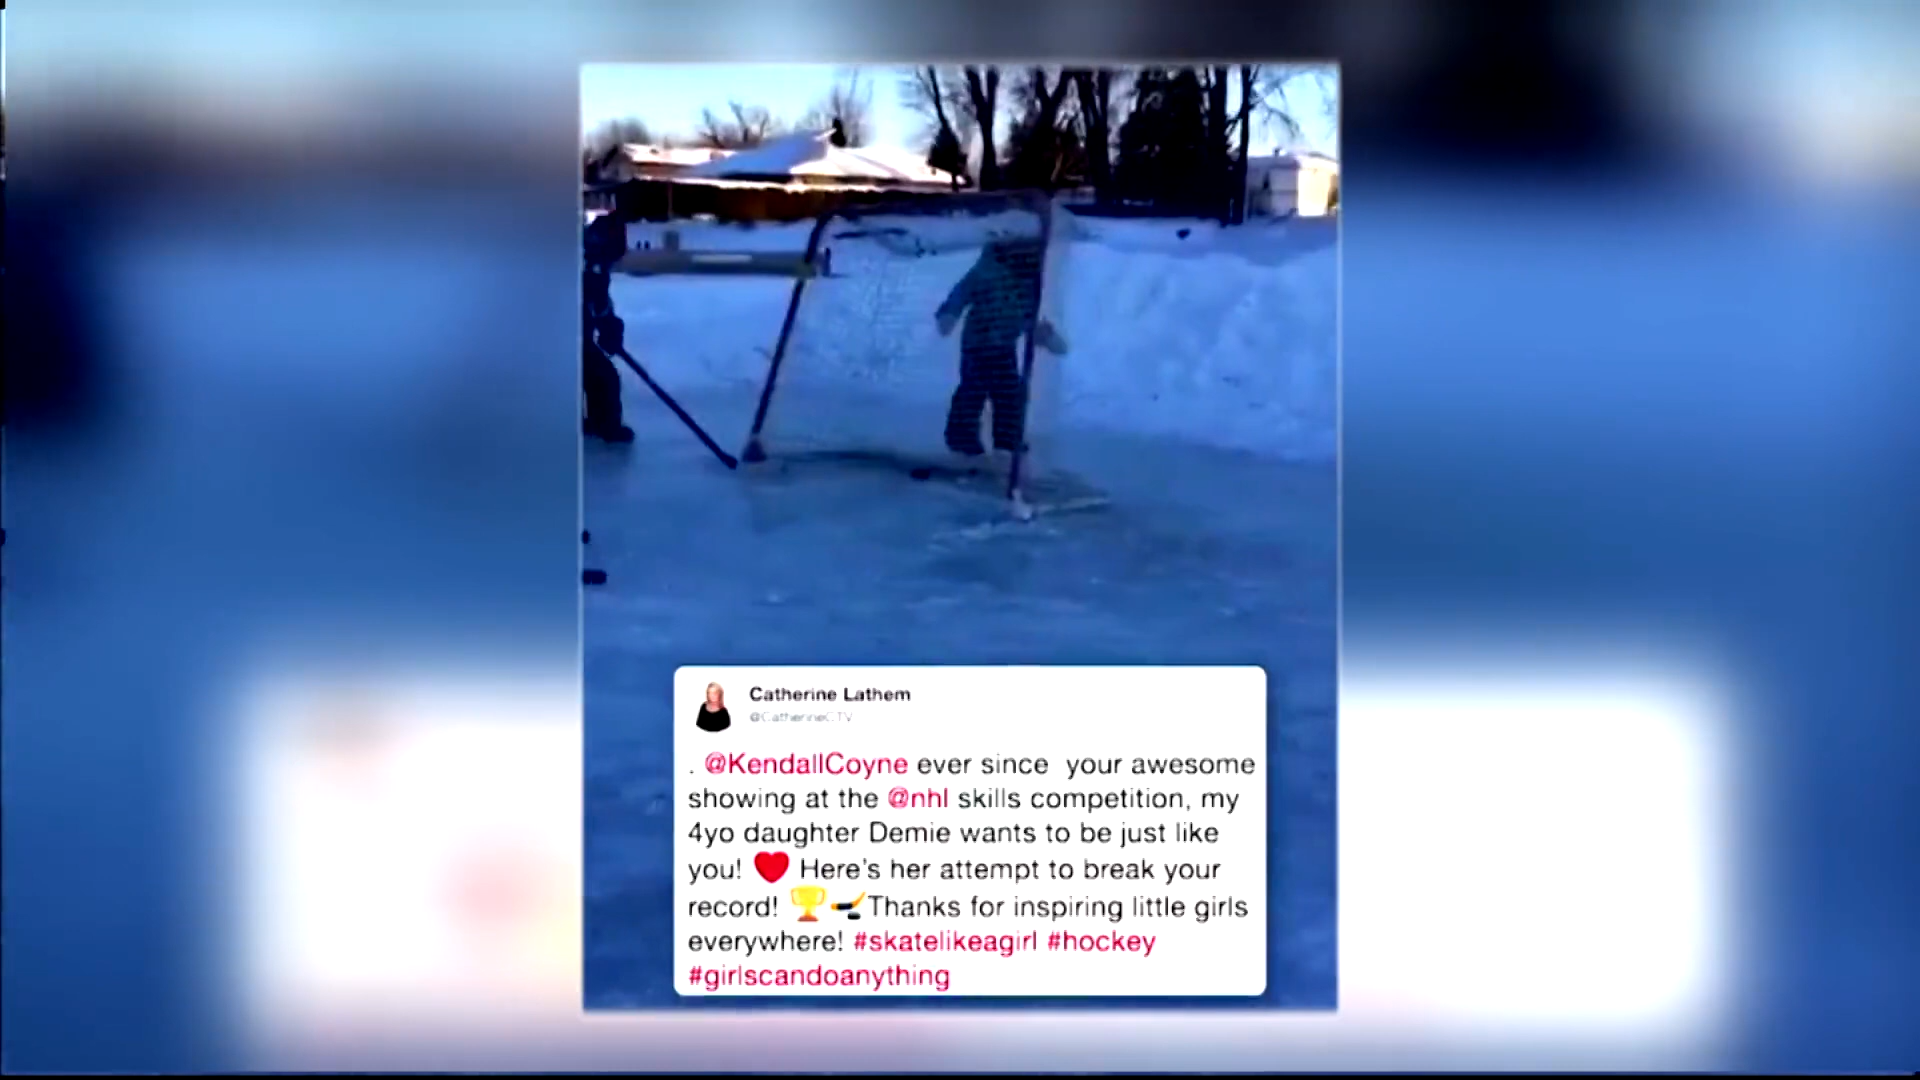 Catherine Lathem
@CatherineCTV
. @KendallCoyne ever since your awesome
showing at the @nhl skills competition, my
4yo daughter Demie wants to be just like
you! ❤️ Here's her attempt to break your
record! 🏆🏒Thanks for inspiring little girls
everywhere! #skatelikeagirl #hockey
#girlscandoanything